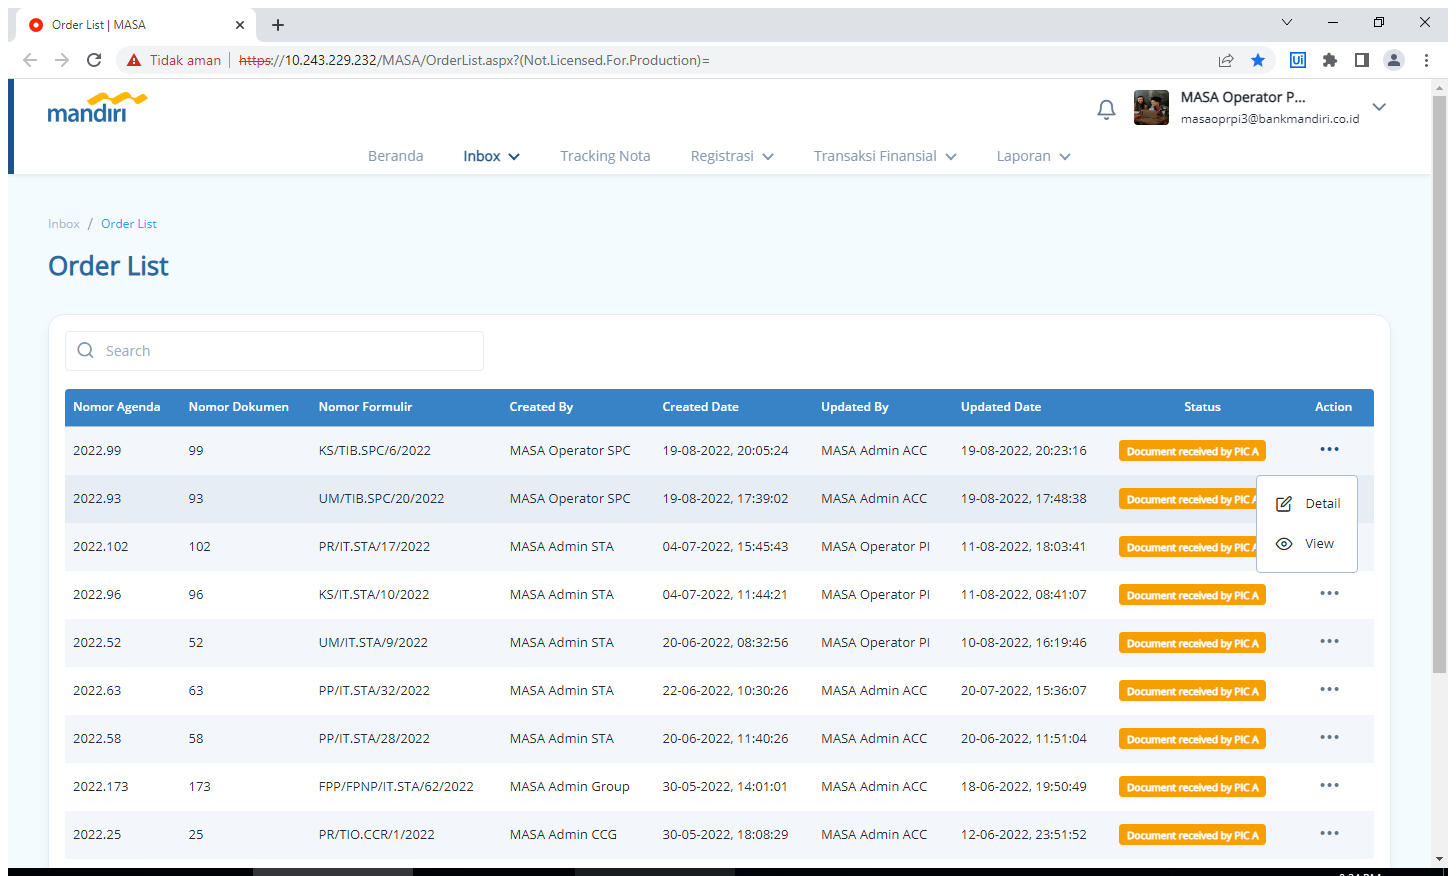 Order List | MASA
Tidak aman https://10.243.229.232/MASA/OrderList.aspx?(Not.Licensed.For.Production)=
Ui
mandiri
MASA Operator P...
masaoprpi3@bankmandiri.co.id
Beranda Inbox Tracking Nota Registrasi Transaksi Finansial Laporan
Inbox / Order List
Order List
Search
Nomor Agenda Nomor Dokumen Nomor Formulir Created By Created Date Updated By Updated Date Status Action
2022.99 99 KS/TIB.SPC/6/2022 MASA Operator SPC 19-08-2022, 20:05:24 MASA Admin ACC 19-08-2022, 20:23:16 Document received by PIC A
2022.93 93 UM/TIB.SPC/20/2022 MASA Operator SPC 19-08-2022, 17:39:02 MASA Admin ACC 19-08-2022, 17:48:38 Document received by PIC A
Detail
View
2022.102 102 PR/IT.STA/17/2022 MASA Admin STA 04-07-2022, 15:45:43 MASA Operator PI 11-08-2022, 18:03:41 Document received by PIC A
2022.96 96 KS/IT.STA/10/2022 MASA Admin STA 04-07-2022, 11:44:21 MASA Operator PI 11-08-2022, 08:41:07 Document received by PIC A
2022.52 52 UM/IT.STA/9/2022 MASA Admin STA 20-06-2022, 08:32:56 MASA Operator PI 10-08-2022, 16:19:46 Document received by PIC A
2022.63 63 PP/IT.STA/32/2022 MASA Admin STA 22-06-2022, 10:30:26 MASA Admin ACC 20-07-2022, 15:36:07 Document received by PIC A
2022.58 58 PP/IT.STA/28/2022 MASA Admin STA 20-06-2022, 11:40:26 MASA Admin ACC 20-06-2022, 11:51:04 Document received by PIC A
2022.173 173 FPP/FPNP/IT.STA/62/2022 MASA Admin Group 30-05-2022, 14:01:01 MASA Admin ACC 18-06-2022, 19:50:49 Document received by PIC A
2022.25 25 PR/TIO.CCR/1/2022 MASA Admin CCG 30-05-2022, 18:08:29 MASA Admin ACC 12-06-2022, 23:51:52 Document received by PIC A